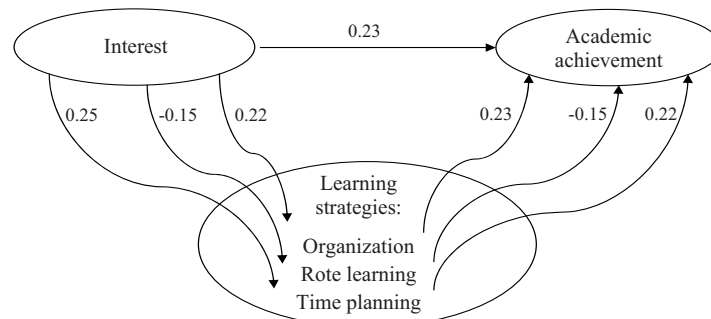 Interest
0.23
Academic
achievement
0.25
-0.15
0.22
0.23
-0.15
0.22
Learning
strategies:
Organization
Rote learning
Time planning